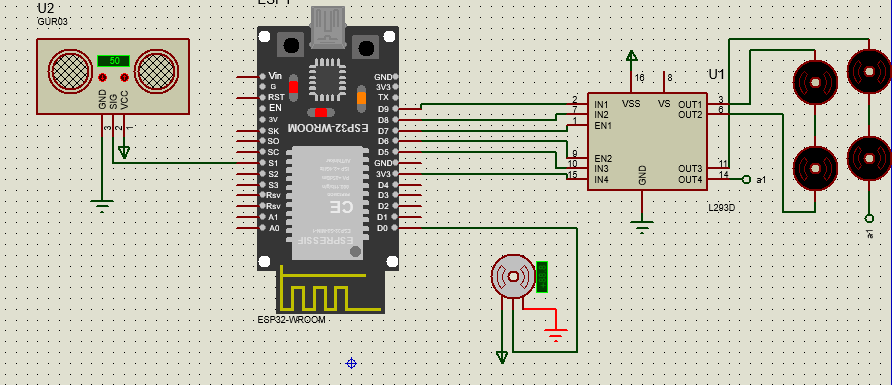 U2
GUR03
50
GND
SIG
VCC
3
2
1
ESP1
Vin
G
RST
EN
3V
SK
SO
SC
S1
S2
S3
Rsv
Rsv
A1
A0
GND
3V3
TX
D9
D8
D7
D6
D5
GND
3V3
D4
D3
D2
D1
D0
ESP32-WROOM
CE
ESPRESSIF
ESP32-WROOM
U1
16
8
2
7
1
9
10
15
IN1
IN2
EN1
EN2
IN3
IN4
VSS
VS
GND
OUT1
OUT2
OUT3
OUT4
3
6
11
14
a1
L293D
a1